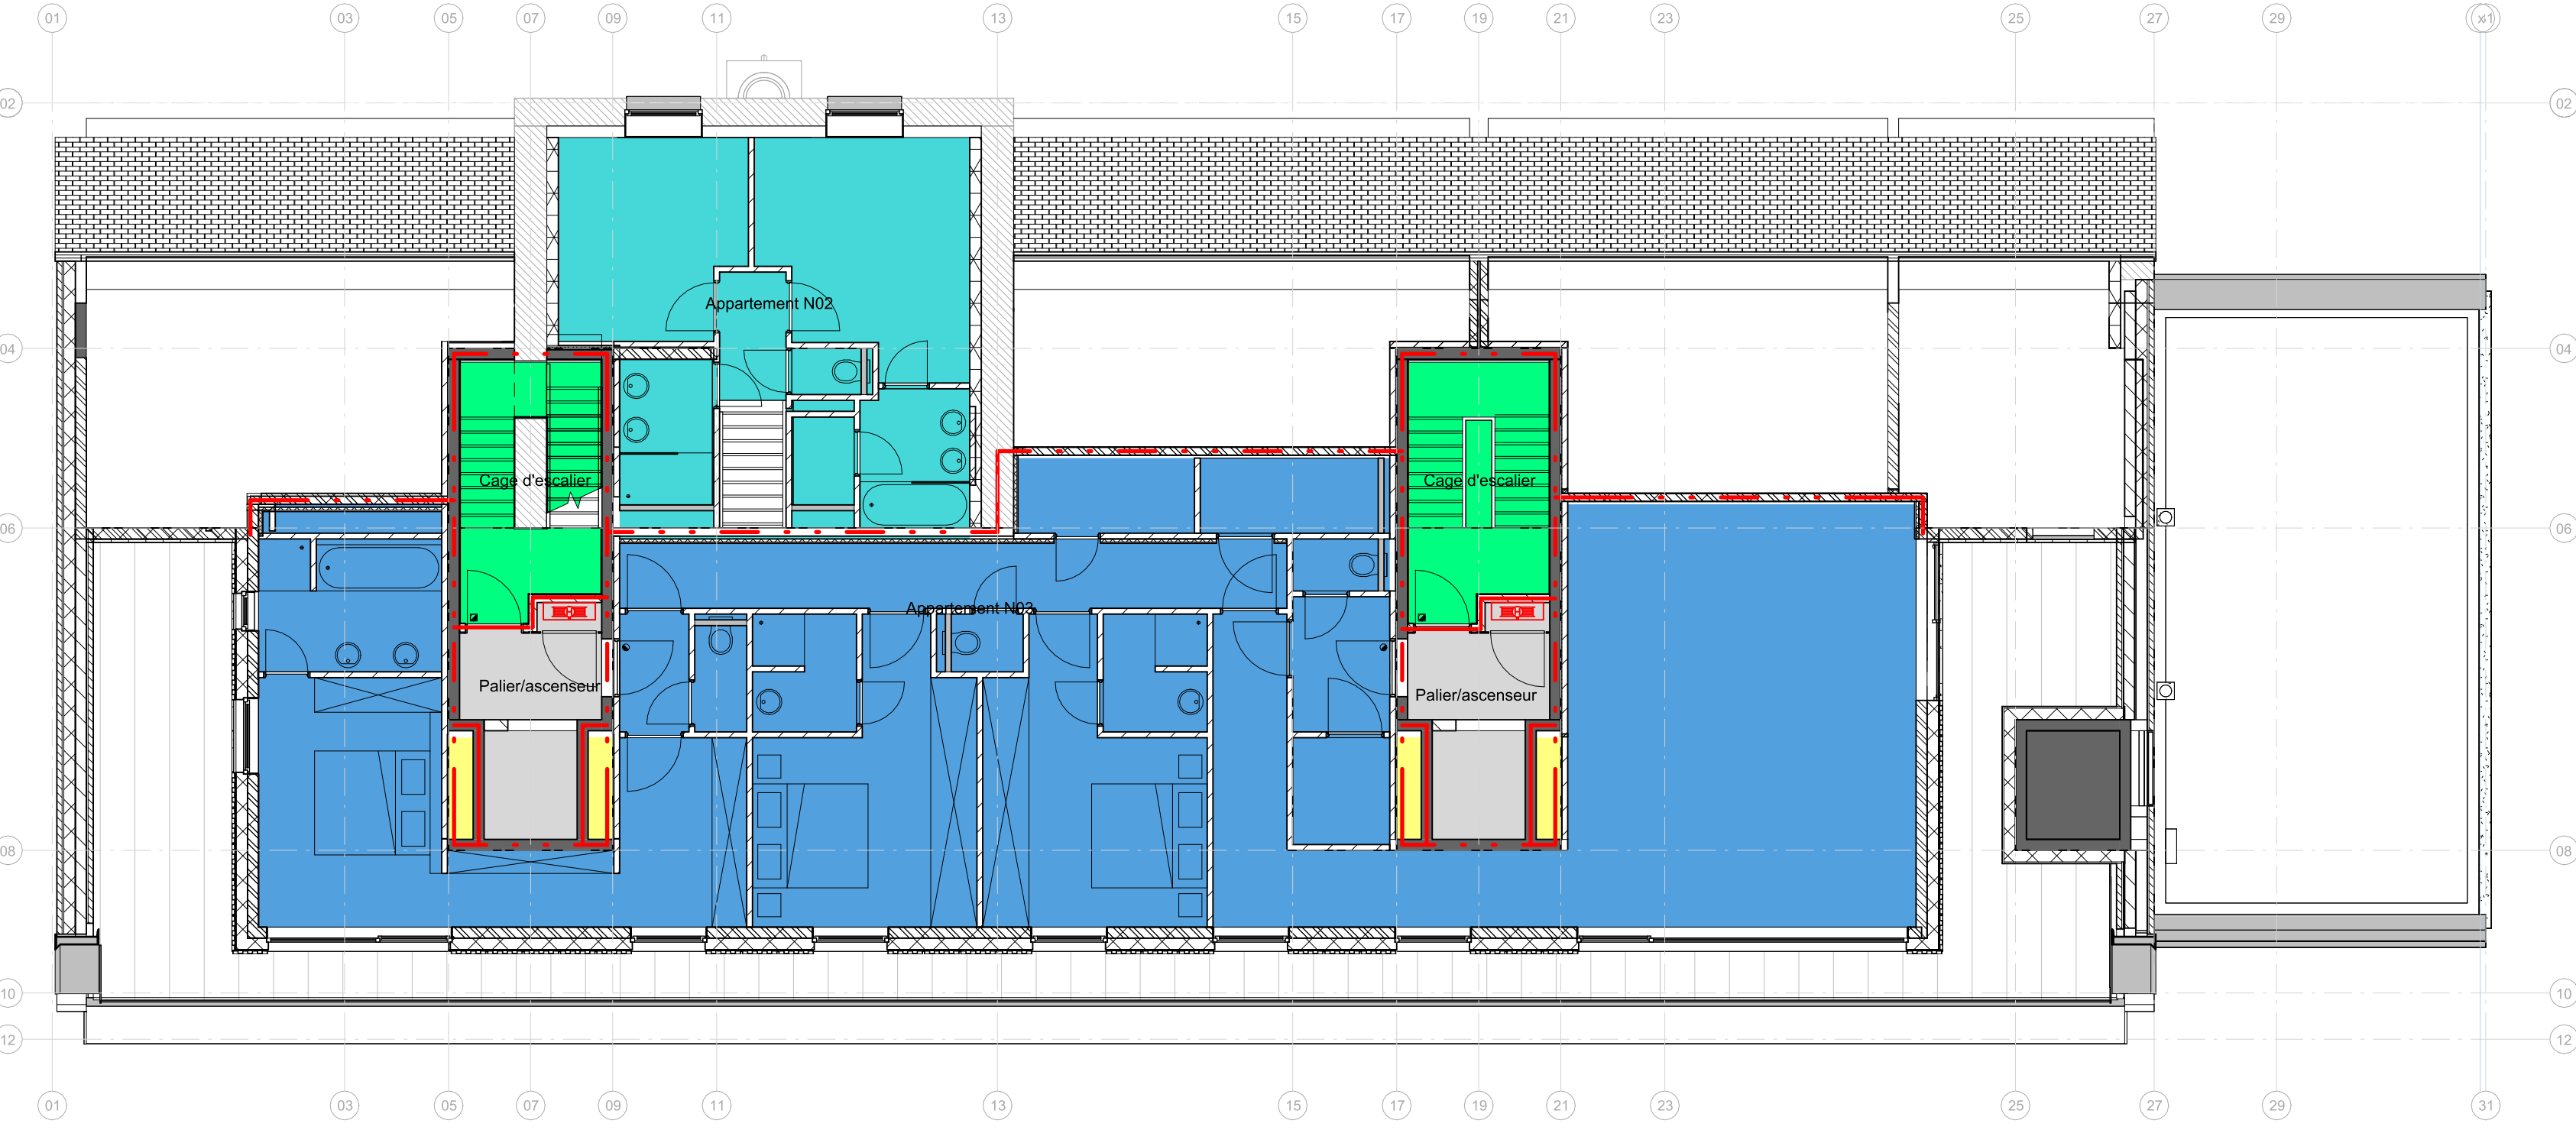 01 03 05 07 09 11 13 15 17 19 21 23 25 27 29
02 02
Appartement N02
04 04
Cage d'escalier Cage d'escalier
06 06
Appartement N02
H H
Palier/ascenseur Palier/ascenseur
08 08
10 10
12 12
01 03 05 07 09 11 13 15 17 19 21 23 25 27 29 31